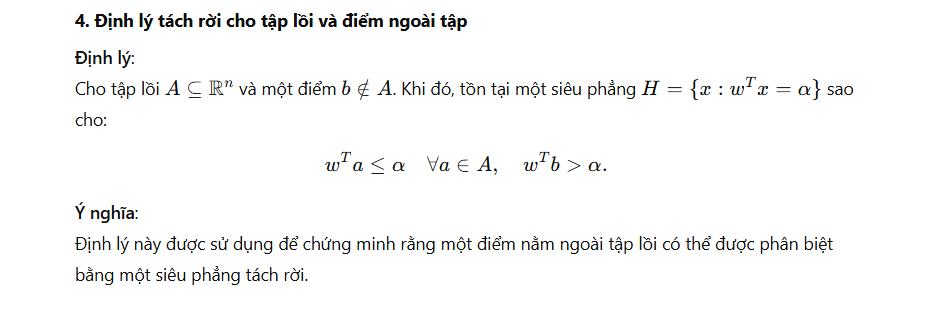 4. Định lý tách rời cho tập lồi và điểm ngoài tập
Định lý:
Cho tập lồi A ⊆ ℝⁿ và một điểm b ∉ A. Khi đó, tồn tại một siêu phẳng H = {x : wᵀx = α} sao
cho:
wᵀa ≤ α ∀a ∈ A, wᵀb > α.
Ý nghĩa:
Định lý này được sử dụng để chứng minh rằng một điểm nằm ngoài tập lồi có thể được phân biệt
bằng một siêu phẳng tách rời.